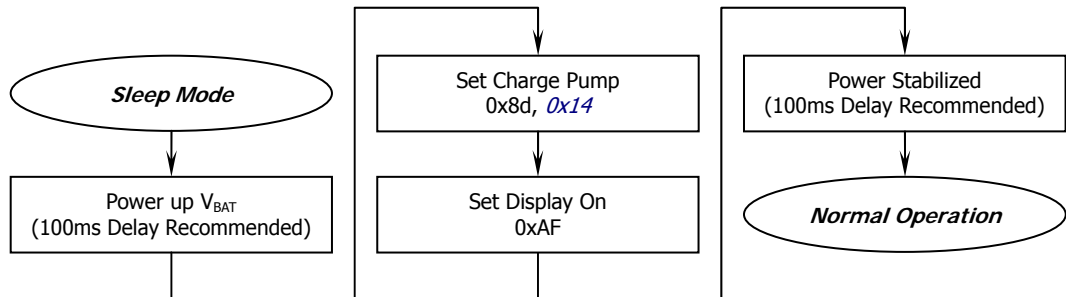 Sleep Mode
Power up VBAT
(100ms Delay Recommended)
Set Charge Pump
0x8d, 0x14
Set Display On
0xAF
Power Stabilized
(100ms Delay Recommended)
Normal Operation